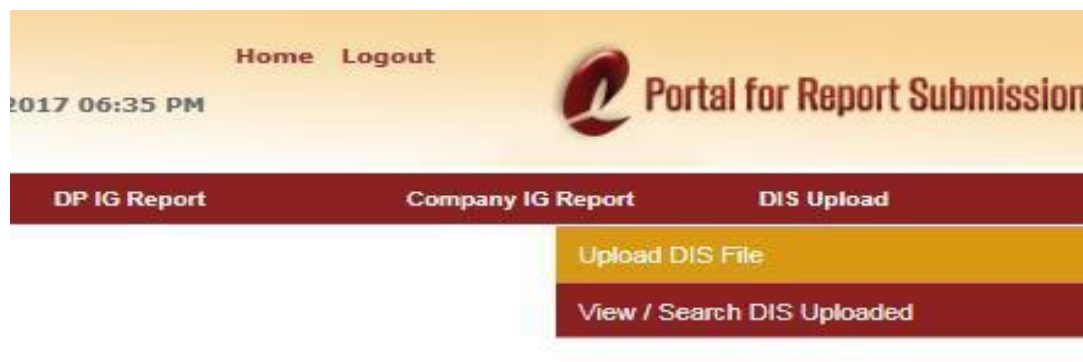 Home Logout
2017 06:35 PM
Portal for Report Submission
DP IG Report Company IG Report DIS Upload
Upload DIS File
View / Search DIS Uploaded